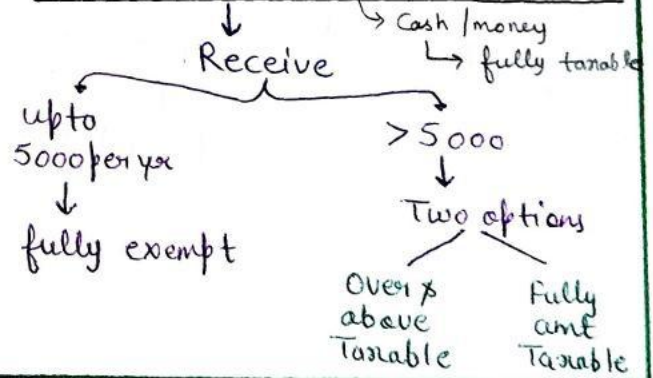 Cash / money
fully taxable
Receive
upto
5000 per yr
fully exempt
> 5000
Two options
Over &
above
Taxable
Fully
amt
Taxable